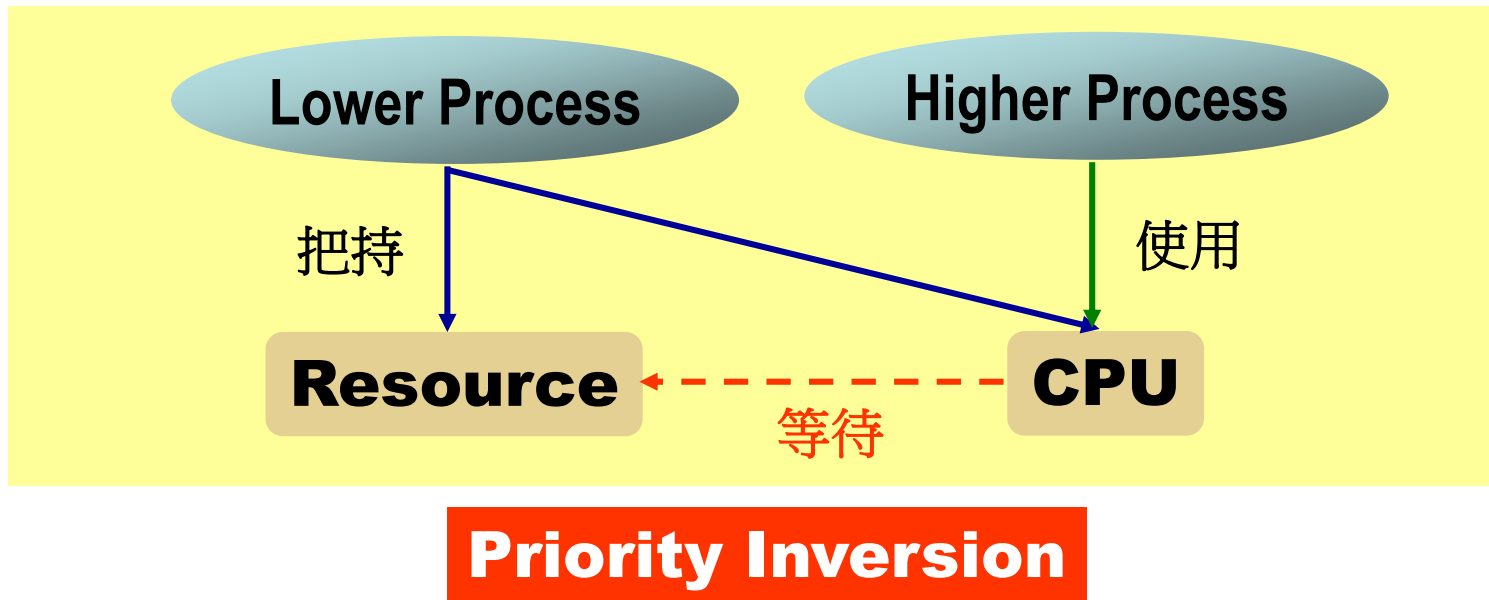 Lower Process
Higher Process
把持
使用
Resource
CPU
等待
Priority Inversion